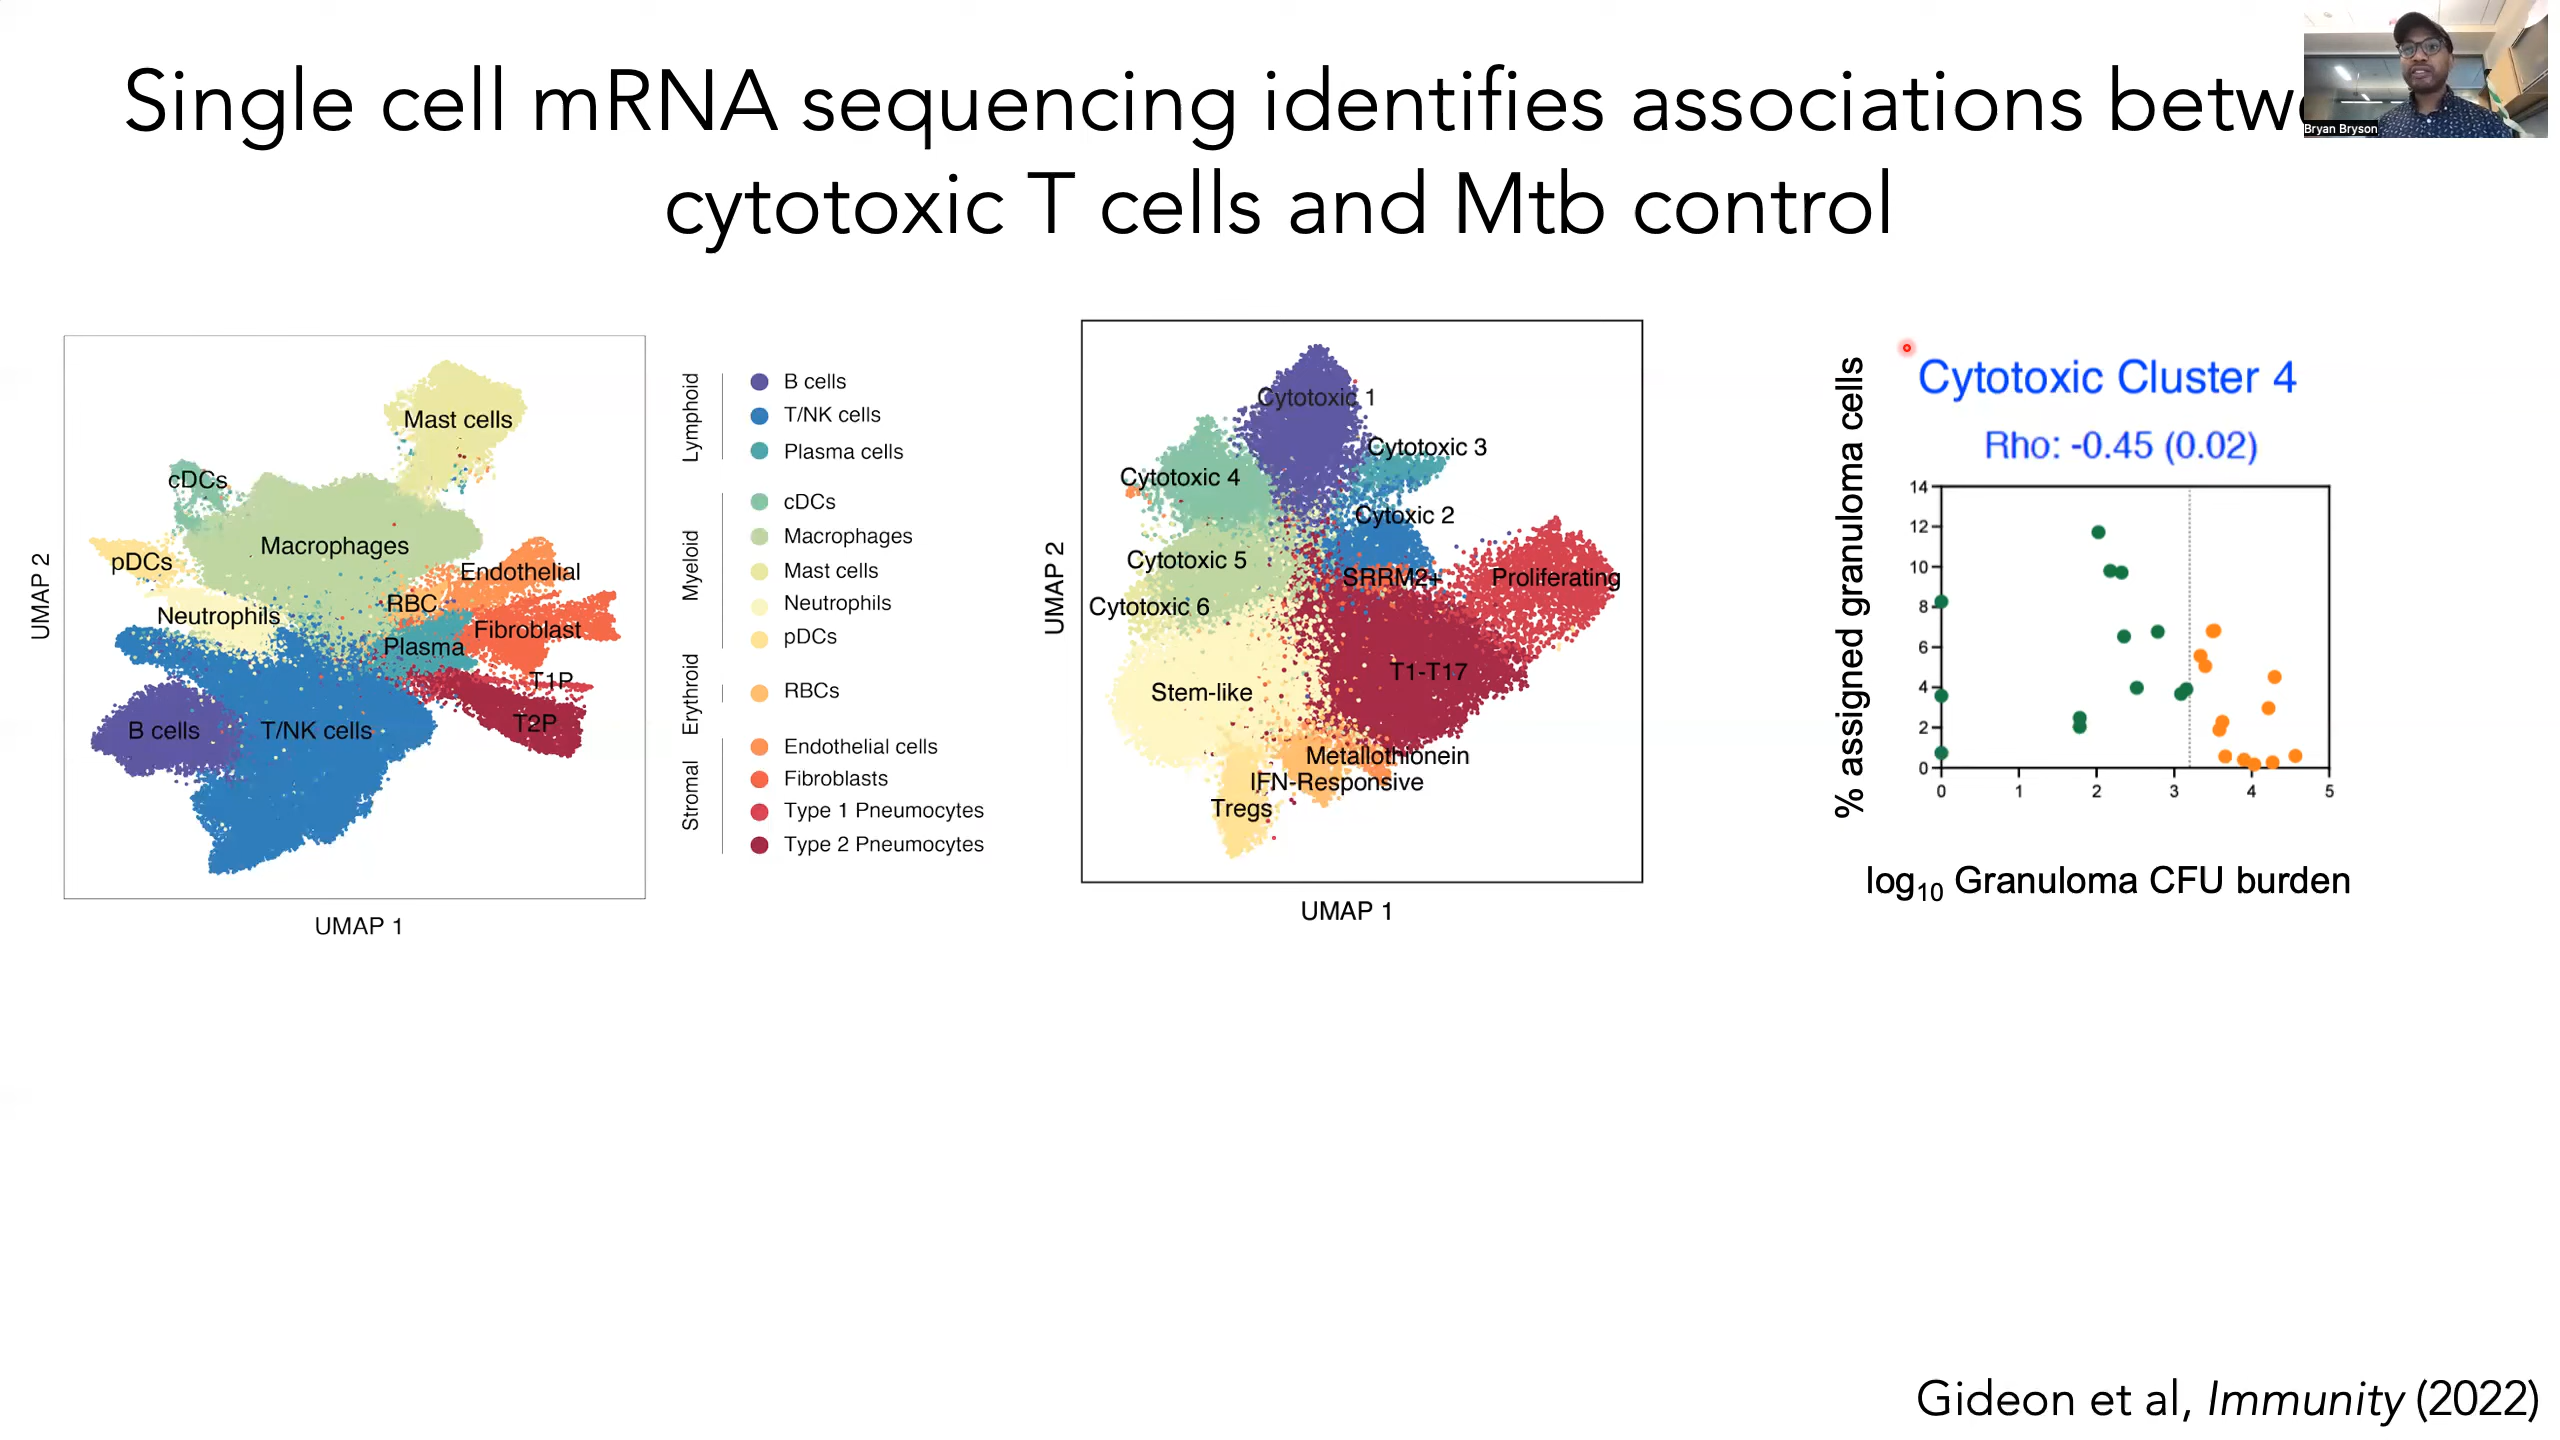 Single cell mRNA sequencing identifies associations
cytotoxic T cells and Mtb control
Bryan Bryson
UMAP 2
Mast cells
cDCs
Macrophages
pDCs
Endothelial
RBC
Neutrophils
Fibroblast
Plasma
T1P
T2P
B cells
T/NK cells
UMAP 1
Lymphoid
B cells
T/NK cells
Plasma cells
Myeloid
cDCs
Macrophages
Mast cells
Neutrophils
pDCs
Erythroid
RBCs
Stromal
Endothelial cells
Fibroblasts
Type 1 Pneumocytes
Type 2 Pneumocytes
UMAP 2
Cytotoxic 1
Cytotoxic 3
Cytotoxic 4
Cytoxic 2
Cytotoxic 5
SRRM2+
Proliferating
Cytotoxic 6
T1-T17
Stem-like
Metallothionein
IFN-Responsive
Tregs
UMAP 1
% assigned granuloma cells
Cytotoxic Cluster 4
Rho: -0.45 (0.02)
14
12
10
8
6
4
2
0
0 1 2 3 4 5
log10 Granuloma CFU burden
Gideon et al, Immunity (2022)